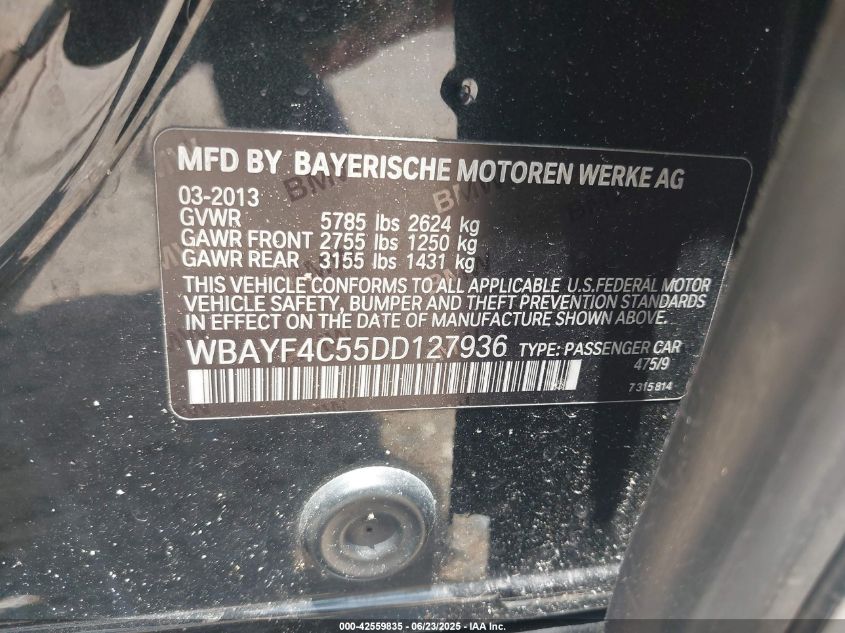 MFD BY BAYERISCHE MOTOREN WERKE AG
03-2013
GVWR 5785 lbs 2624 kg
GAWR FRONT 2755 lbs 1250 kg
GAWR REAR 3155 lbs 1431 kg
THIS VEHICLE CONFORMS TO ALL APPLICABLE U.S.FEDERAL MOTOR
VEHICLE SAFETY, BUMPER AND THEFT PREVENTION STANDARDS
IN EFFECT ON THE DATE OF MANUFACTURE SHOWN ABOVE.
WBAYF4C55DD127936 TYPE: PASSENGER CAR
475/9
7 315 814
000-42559835 - 06/23/2025 - IAA Inc.